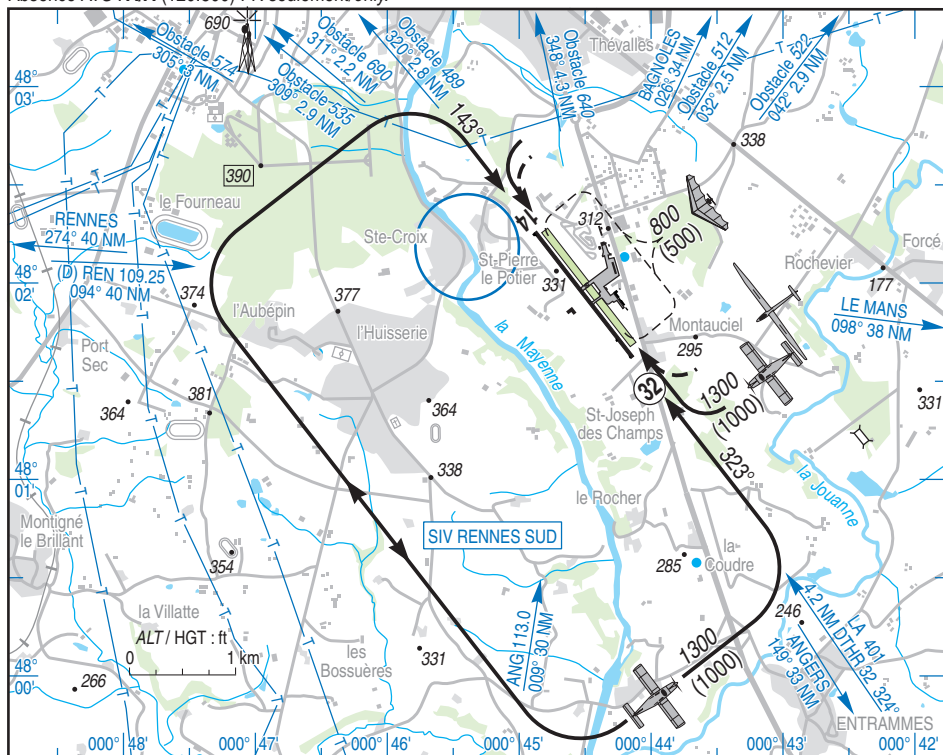 690
Obstacle 574
305° 3 NM
Obstacle 535
309° 2.9 NM
Obstacle 690
311° 2.2 NM
Obstacle 489
320° 2.8 NM
Obstacle 640
348° 4.3 NM
Thévalles
BAGNOLES
026° 34 NM
Obstacle 512
032° 2.5 NM
Obstacle 522
042° 2.9 NM
48°
03'
143°
338
390
le Fourneau
RENNES
274° 40 NM
(D) REN 109.25
094° 40 NM
Ste-Croix
14
312
800
(500)
St-Pierre
le Potier
331
Rochevier
Forcé
177
48°
02'
374
377
l'Aubépin
l'Huisserie
la Mayenne
Montauciel
295
LE MANS
098° 38 NM
Port
Sec
364
381
364
32
1300
(1000)
331
St-Joseph
des Champs
323°
48°
01'
338
le Rocher
la Jouanne
Montigné
le Brillant
SIV RENNES SUD
354
285
la-
Coudre
la Villatte
ALT / HGT : ft
0 1 km
les
Bossuères
331
ANG 113.0
009° 30 NM
1300
(1000)
246
LA 401
4.2 NM DTHR 32 324°
ANGERS
149° 33 NM
48°
00'
266
ENTRAMMES
000°48' 000°47' 000°46' 000°45' 000°44' 000°43' 000°42'